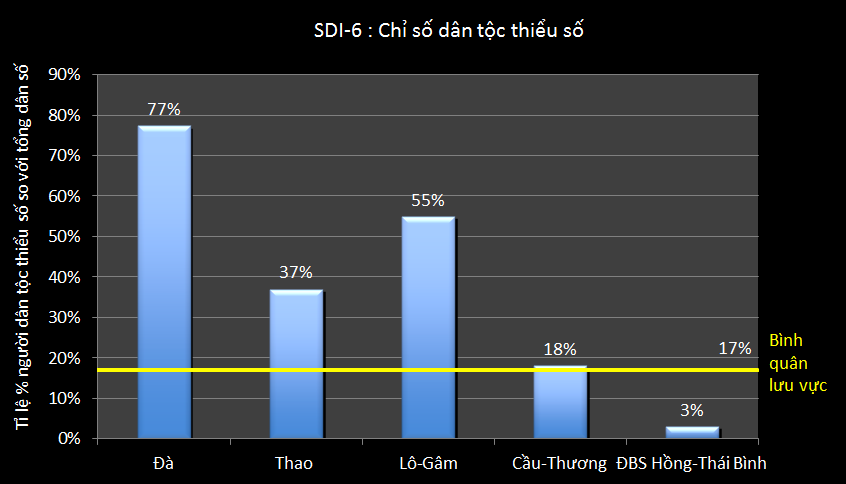 SDI-6 : Chỉ số dân tộc thiểu số
Tỉ lệ % người dân tộc thiểu số so với tổng dân số
90%
80%
70%
60%
50%
40%
30%
20%
10%
0%
77%
37%
55%
18%
3%
17%
Bình
quân
lưu vực
Đà
Thao
Lô-Gâm
Cầu-Thương
ĐBS Hồng-Thái Bình